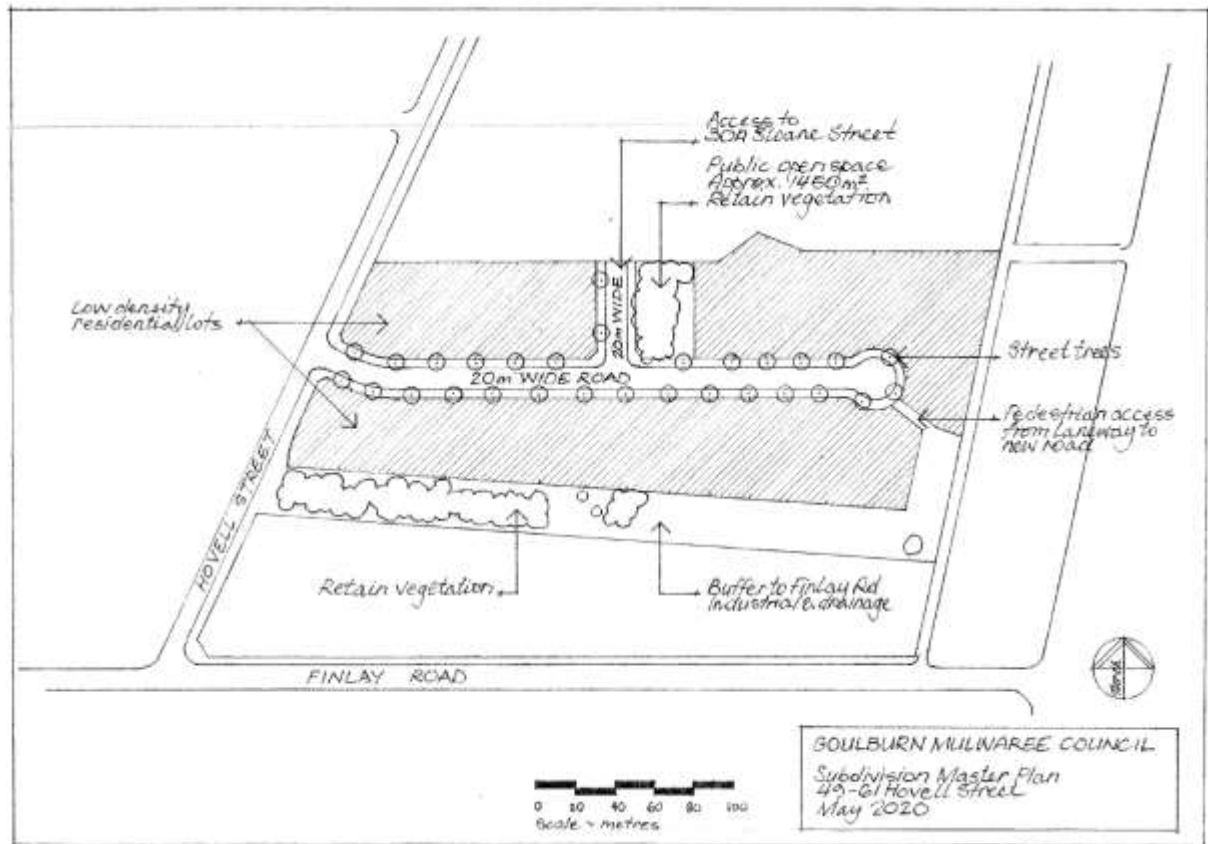 Access to
30A Sloane Street
Public open space
Approx. 1450m²
Retain vegetation
Low density
residential lots
20m WIDE
Street trees
20m WIDE ROAD
Pedestrian access
from Laneway to
new road
HOVELL STREET
Retain vegetation
Buffer to Finlay Rd
Industrial & drainage
FINLAY ROAD
North
GOULBURN MULWAREE COUNCIL
Subdivision Master Plan
49-61 Hovell Street
May 2020
0 20 40 60 80 100
Scale ~ metres